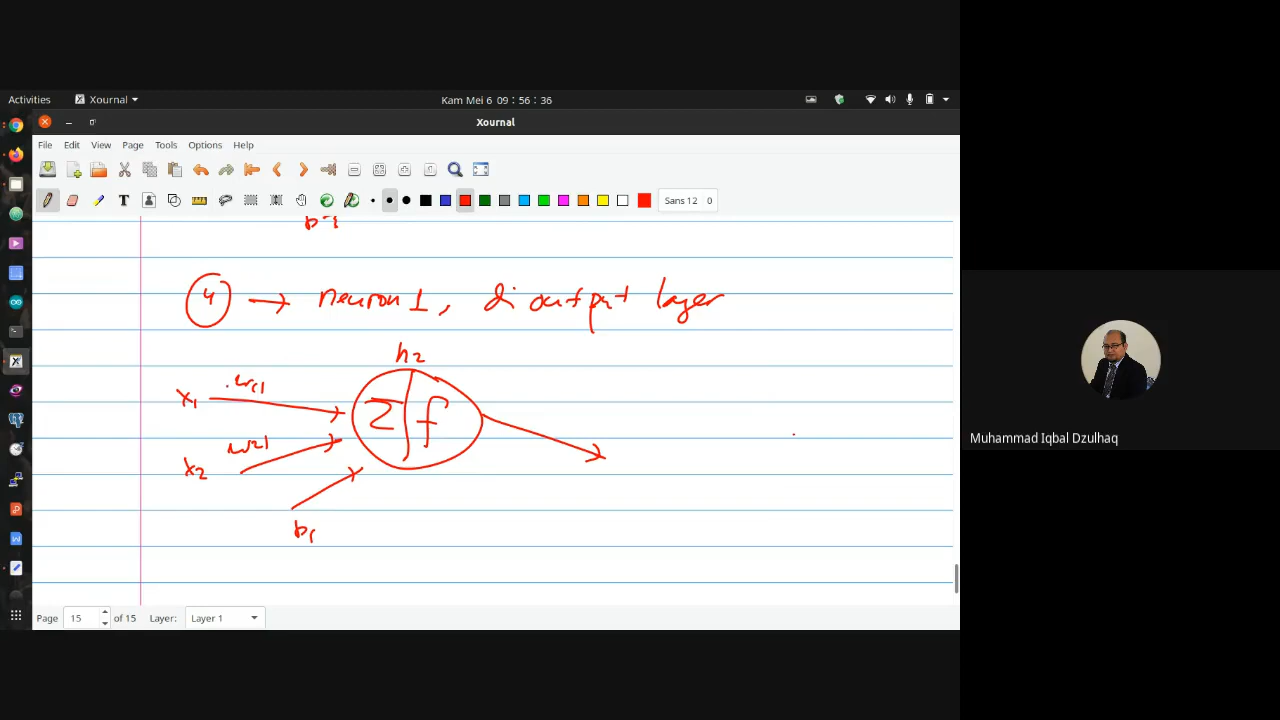 Activities Xournal Kam Mei 6 09:56:36
Xournal
File Edit View Page Tools Options Help
T Sans 12 0
b-1
4 → neuron 1, di output layer
h2
x1 w11 Σ f
x2 w21
b1
Page 15 of 15 Layer: Layer 1
Muhammad Iqbal Dzulhaq